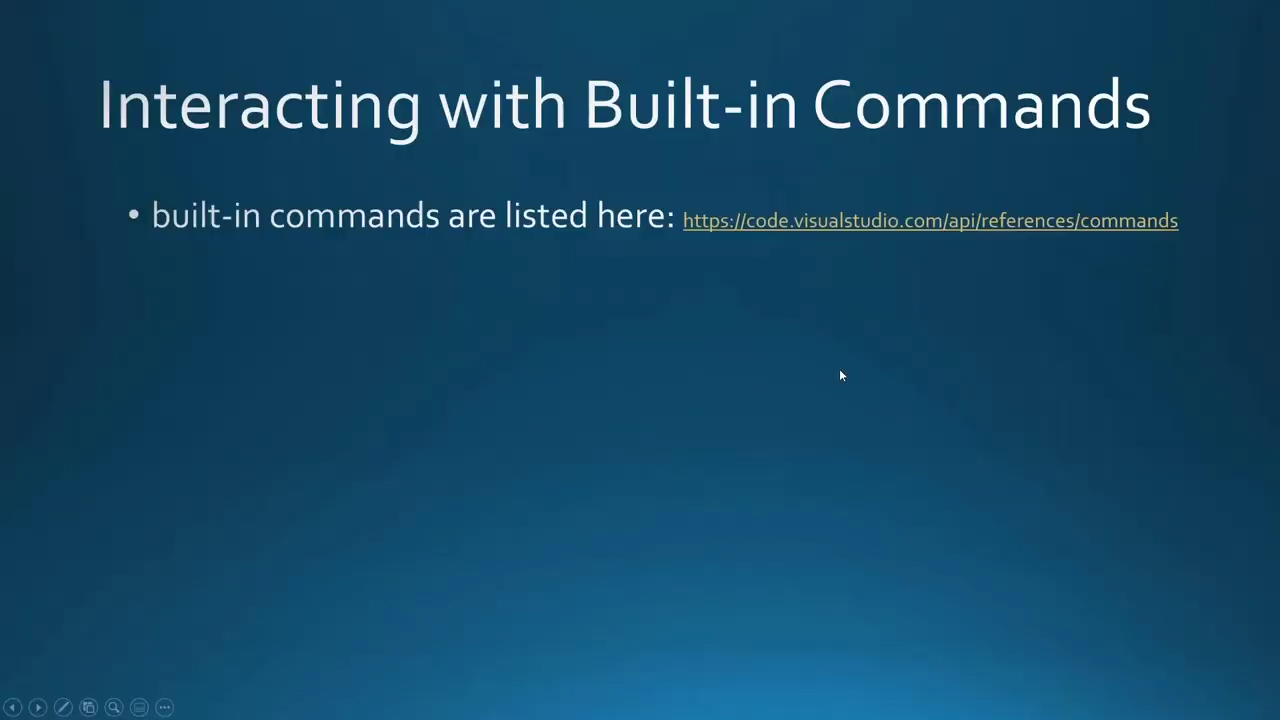 Interacting with Built-in Commands
• built-in commands are listed here: https://code.visualstudio.com/api/references/commands